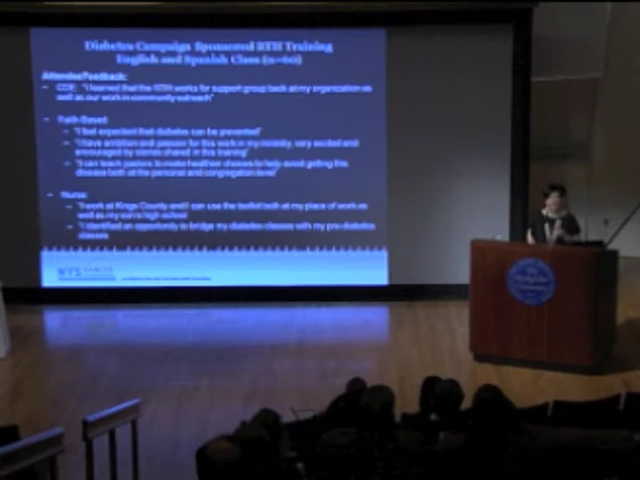 Diabetes Campaign Sponsored RTH Training
English and Spanish Class (n=60)
Attendee Feedback:
- CDE: "I learned that the RTH works for support group back at my organization as
well as our work in community outreach"
- Faith-Based
- "I feel expectant that diabetes can be prevented"
- "I have ambition and passion for this work in my ministry, very excited and
encouraged by stories shared in this training"
- "I can teach pastors to make healthier choices to help avoid getting this
disease both at the personal and congregation level"
- Nurse:
- "I work at Kings County and I can use the toolkit both at my place of work as
well as my son's high school
- "I identified an opportunity to bridge my diabetes classes with my pre diabetes
classes
NYS